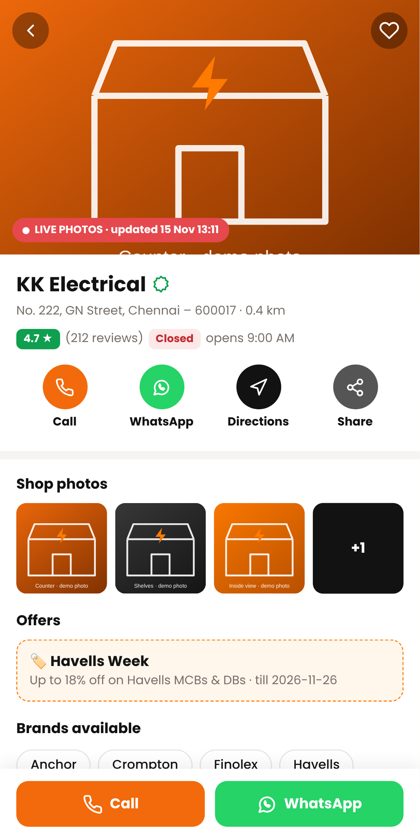 LIVE PHOTOS · updated 15 Nov 13:11
Counter · demo photo
KK Electrical
No. 222, GN Street, Chennai – 600017 · 0.4 km
4.7 ★ (212 reviews) Closed opens 9:00 AM
Call WhatsApp Directions Share
Shop photos
Counter · demo photo Shelves · demo photo Inside view · demo photo +1
Offers
🏷️ Havells Week
Up to 18% off on Havells MCBs & DBs · till 2026-11-26
Brands available
Anchor Crompton Finolex Havells
Call WhatsApp